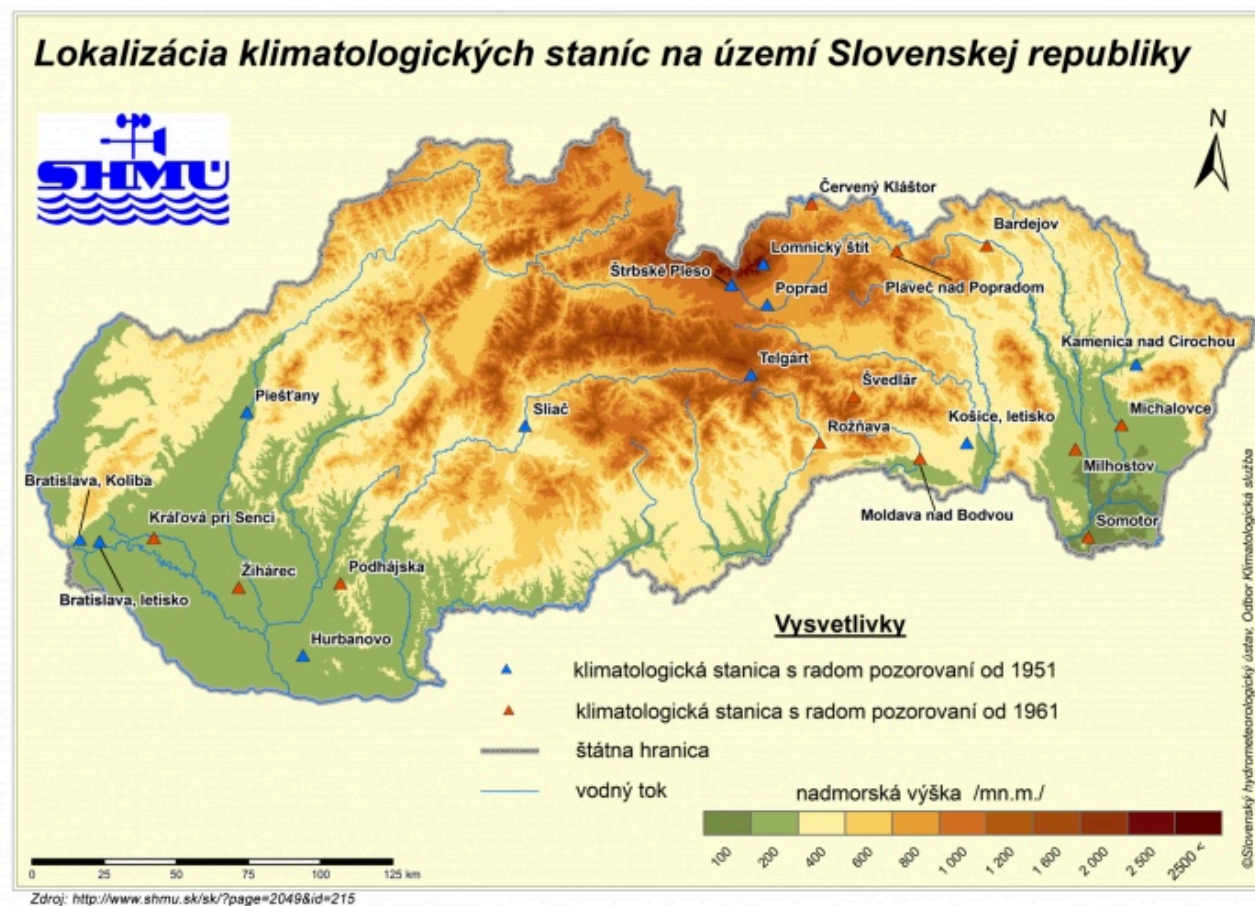 Lokalizácia klimatologických staníc na území Slovenskej republiky
SHMÚ
N
Červený Kláštor
Bardejov
Lomnický štít
Štrbské Pleso
Poprad
Plaveč nad Popradom
Kamenica nad Cirochou
Telgárt
Piešťany
Švedlár
Sliač
Košice, letisko
Michalovce
Rožňava
Bratislava, Koliba
Milhostov
Kráľová pri Senci
Moldava nad Bodvou
Somotor
Žihárec
Podhájska
Bratislava, letisko
Hurbanovo
Vysvetlivky
klimatologická stanica s radom pozorovaní od 1951
klimatologická stanica s radom pozorovaní od 1961
štátna hranica
vodný tok
nadmorská výška /mn.m./
100 200 400 600 800 1 000 1 200 1 600 2 000 2 500 2500 <
0 25 50 75 100 125 km
©Slovenský hydrometeorologický ústav, Odbor Klimatologická služba
Zdroj: http://www.shmu.sk/sk/?page=2049&id=215